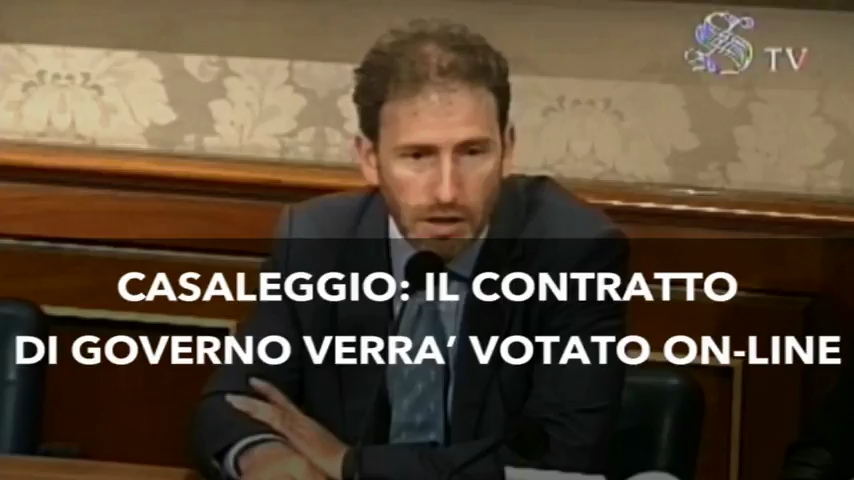 TV
CASALEGGIO: IL CONTRATTO
DI GOVERNO VERRA’ VOTATO ON-LINE